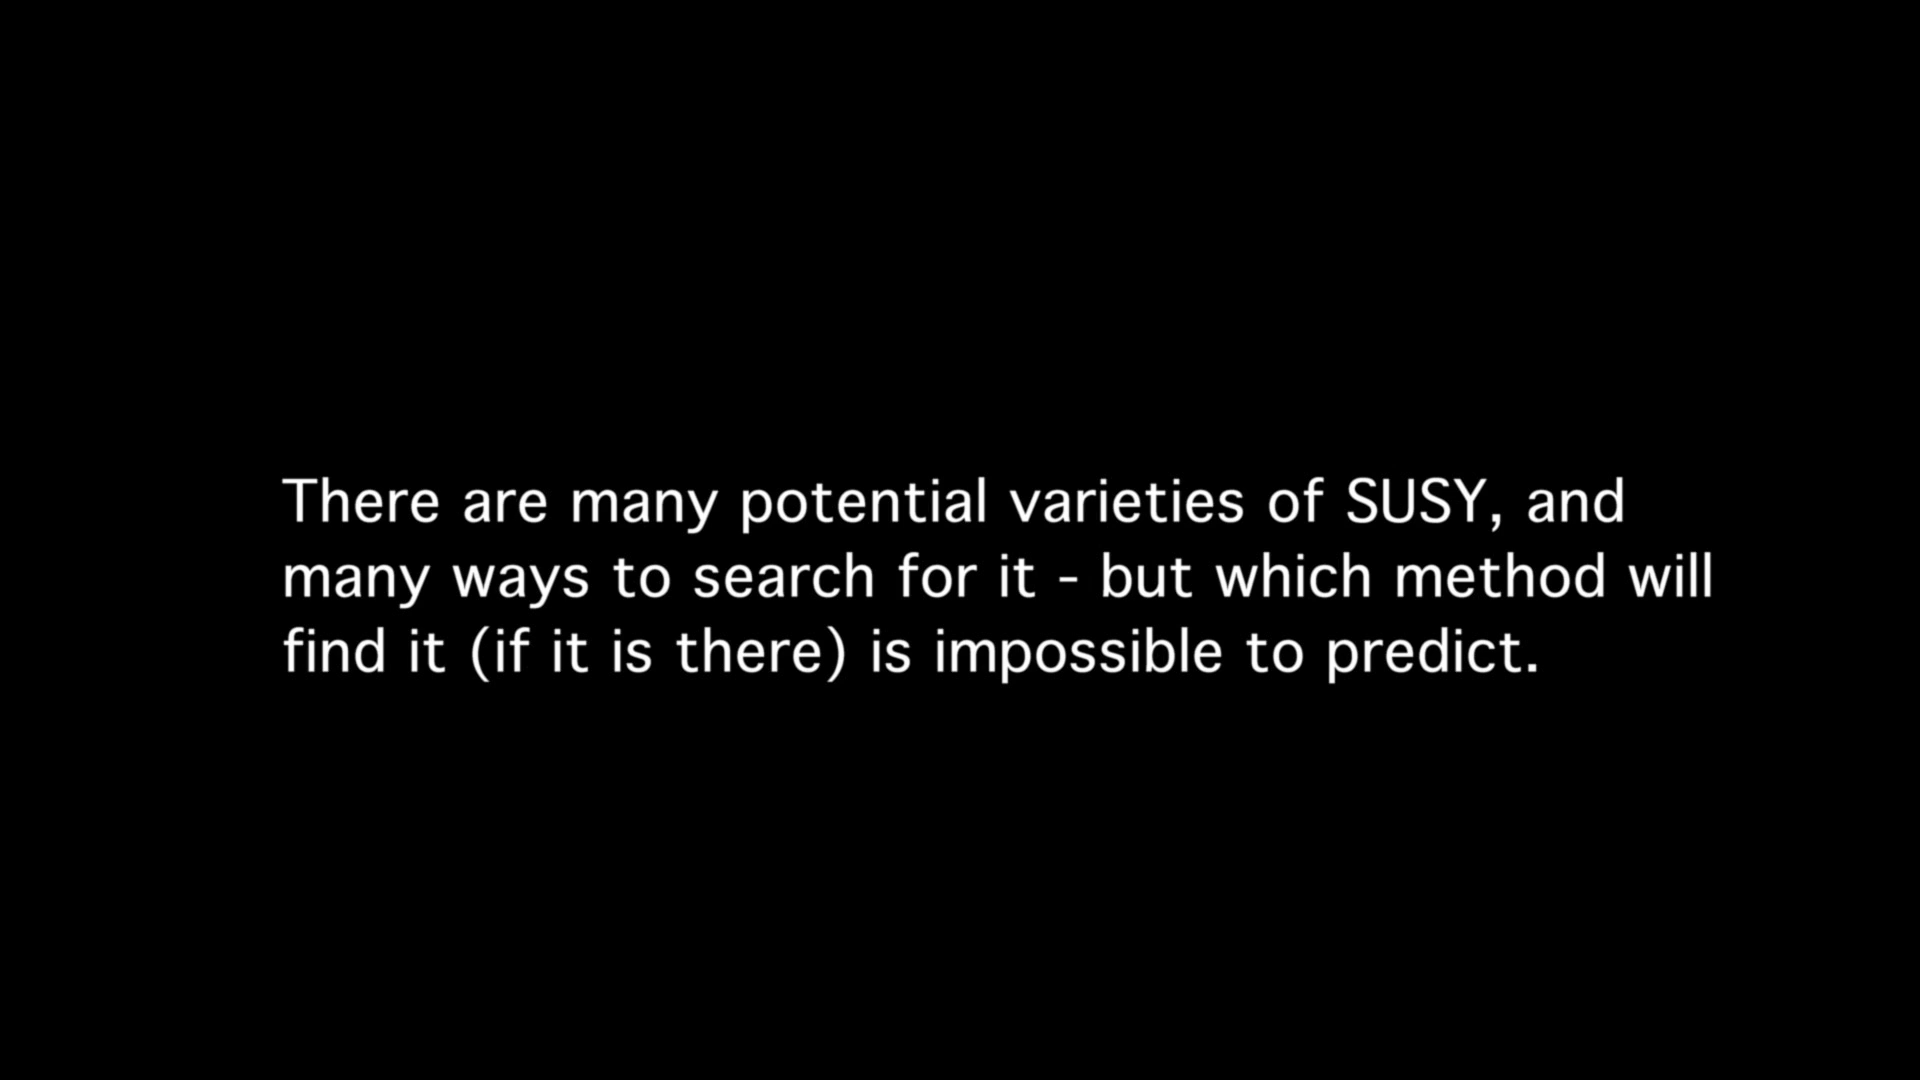 There are many potential varieties of SUSY, and
many ways to search for it - but which method will
find it (if it is there) is impossible to predict.